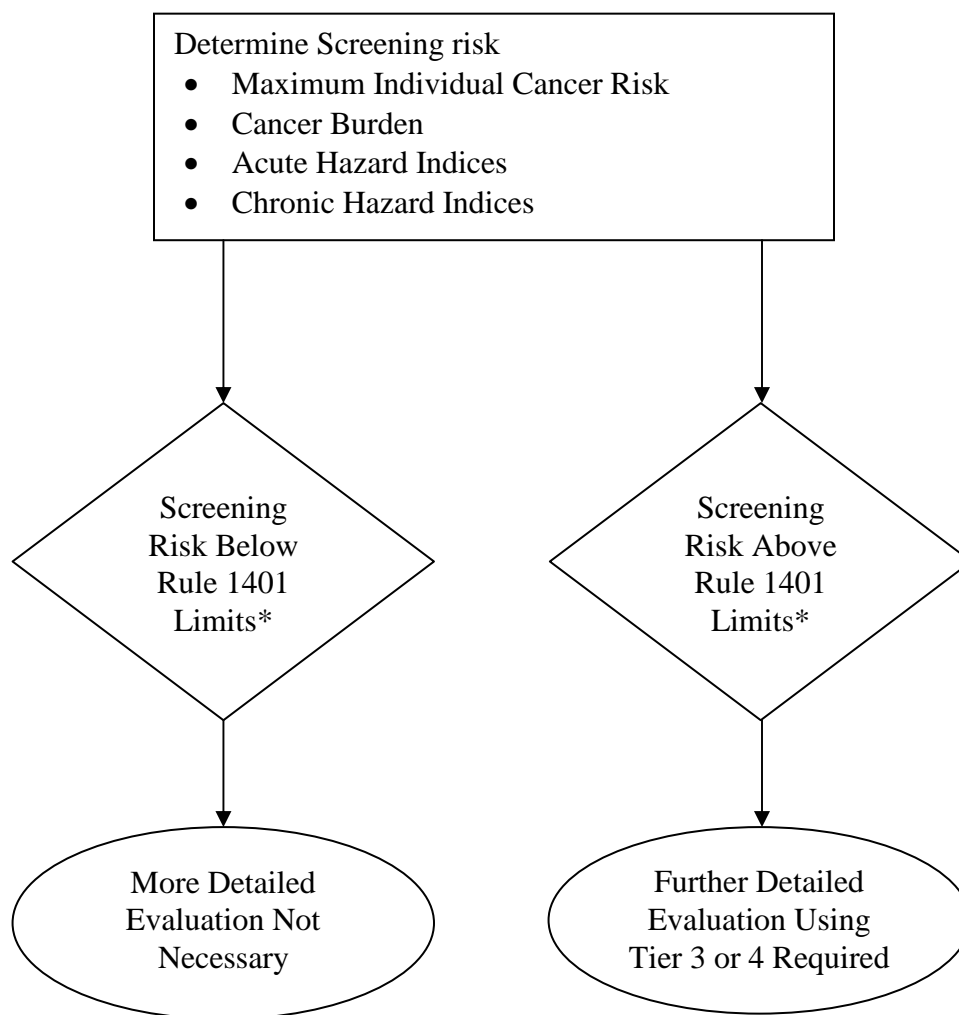 Determine Screening risk
• Maximum Individual Cancer Risk
• Cancer Burden
• Acute Hazard Indices
• Chronic Hazard Indices
Screening
Risk Below
Rule 1401
Limits*
Screening
Risk Above
Rule 1401
Limits*
More Detailed
Evaluation Not
Necessary
Further Detailed
Evaluation Using
Tier 3 or 4 Required